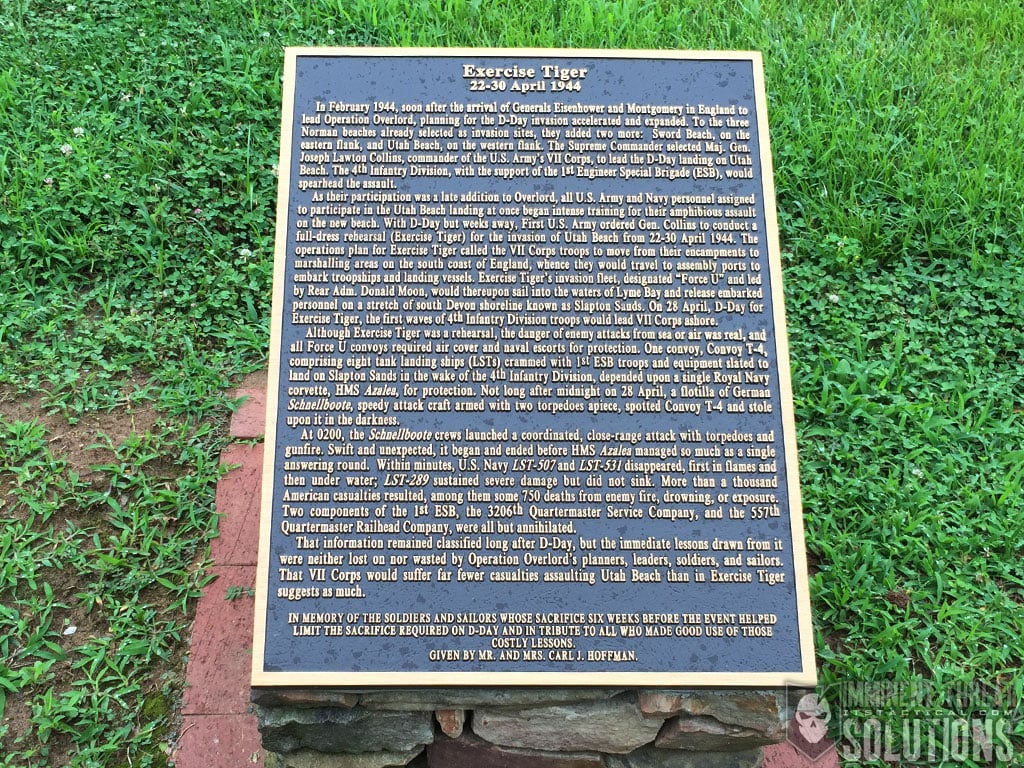 Exercise Tiger
22-30 April 1944
In February 1944, soon after the arrival of Generals Eisenhower and Montgomery in England to
lead Operation Overlord, planning for the D-Day invasion accelerated and expanded. To the three
Norman beaches already selected as invasion sites, they added two more: Sword Beach, on the
eastern flank, and Utah Beach, on the western flank. The Supreme Commander selected Maj. Gen.
Joseph Lawton Collins, commander of the U.S. Army's VII Corps, to lead the D-Day landing on Utah
Beach. The 4th Infantry Division, with the support of the 1st Engineer Special Brigade (ESB), would
spearhead the assault.
As their participation was a late addition to Overlord, all U.S. Army and Navy personnel assigned
to participate in the Utah Beach landing at once began intense training for their amphibious assault
on the new beach. With D-Day but weeks away, First U.S. Army ordered Gen. Collins to conduct a
full-dress rehearsal (Exercise Tiger) for the invasion of Utah Beach from 22-30 April 1944. The
operations plan for Exercise Tiger called the VII Corps troops to move from their encampments to
marshalling areas on the south coast of England, whence they would travel to assembly ports to
embark troopships and landing vessels. Exercise Tiger's invasion fleet, designated "Force U" and led
by Rear Adm. Donald Moon, would thereupon sail into the waters of Lyme Bay and release embarked
personnel on a stretch of south Devon shoreline known as Slapton Sands. On 28 April, D-Day for
Exercise Tiger, the first waves of 4th Infantry Division troops would lead VII Corps ashore.
Although Exercise Tiger was a rehearsal, the danger of enemy attacks from sea or air was real, and
all Force U convoys required air cover and naval escorts for protection. One convoy, Convoy T-4,
comprising eight tank landing ships (LSTs) crammed with 1st ESB troops and equipment slated to
land on Slapton Sands in the wake of the 4th Infantry Division, depended upon a single Royal Navy
corvette, HMS Azalea, for protection. Not long after midnight on 28 April, a flotilla of German
Schnellboote, speedy attack craft armed with two torpedoes apiece, spotted Convoy T-4 and stole
upon it in the darkness.
At 0200, the Schnellboote crews launched a coordinated, close-range attack with torpedoes and
gunfire. Swift and unexpected, it began and ended before HMS Azalea managed so much as a single
answering round. Within minutes, U.S. Navy LST-507 and LST-531 disappeared, first in flames and
then under water; LST-289 sustained severe damage but did not sink. More than a thousand
American casualties resulted, among them some 750 deaths from enemy fire, drowning, or exposure.
Two components of the 1st ESB, the 3206th Quartermaster Service Company, and the 557th
Quartermaster Railhead Company, were all but annihilated.
That information remained classified long after D-Day, but the immediate lessons drawn from it
were neither lost on nor wasted by Operation Overlord's planners, leaders, soldiers, and sailors.
That VII Corps would suffer far fewer casualties assaulting Utah Beach than in Exercise Tiger
suggests as much.
IN MEMORY OF THE SOLDIERS AND SAILORS WHOSE SACRIFICE SIX WEEKS BEFORE THE EVENT HELPED
LIMIT THE SACRIFICE REQUIRED ON D-DAY AND IN TRIBUTE TO ALL WHO MADE GOOD USE OF THOSE
COSTLY LESSONS.
GIVEN BY MR. AND MRS. CARL J. HOFFMAN.
SOLUTIONS